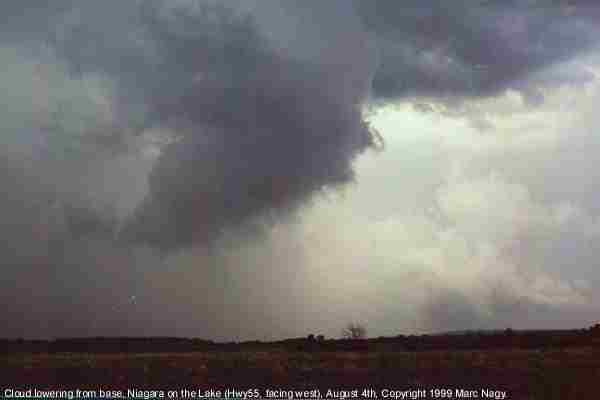 Cloud lowering from base, Niagara on the Lake (Hwy55, facing west), August 4th, Copyright 1999 Marc Nagy.